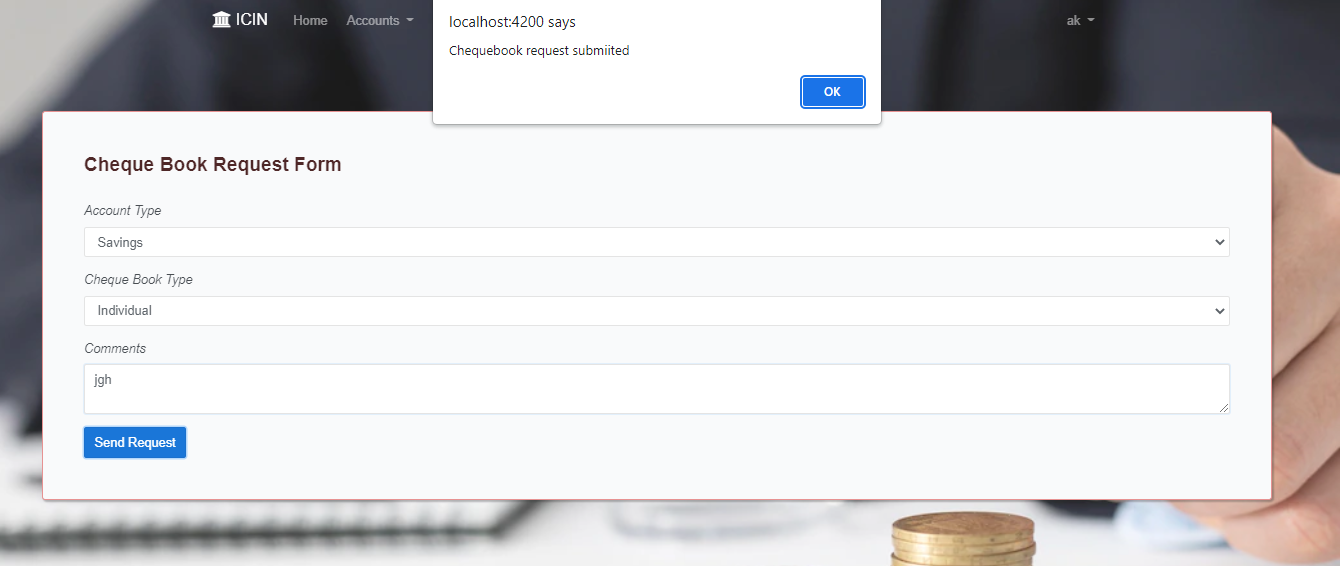 ICIN Home Accounts ak
localhost:4200 says
Chequebook request submiited
OK
Cheque Book Request Form
Account Type
Savings
Cheque Book Type
Individual
Comments
jgh
Send Request